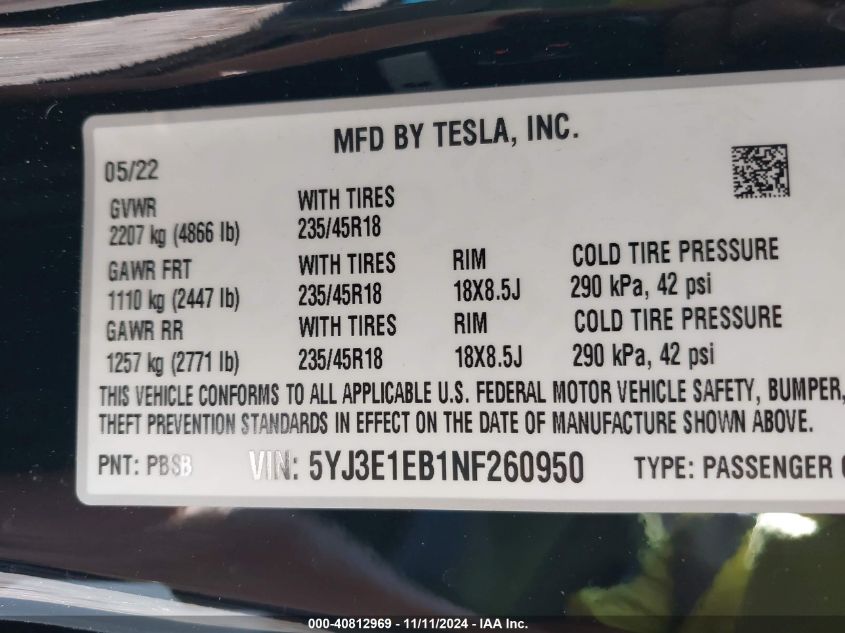 MFD BY TESLA, INC.
05/22
GVWR WITH TIRES
2207 kg (4866 lb) 235/45R18
GAWR FRT WITH TIRES RIM COLD TIRE PRESSURE
1110 kg (2447 lb) 235/45R18 18X8.5J 290 kPa, 42 psi
GAWR RR WITH TIRES RIM COLD TIRE PRESSURE
1257 kg (2771 lb) 235/45R18 18X8.5J 290 kPa, 42 psi
THIS VEHICLE CONFORMS TO ALL APPLICABLE U.S. FEDERAL MOTOR VEHICLE SAFETY, BUMPER,
THEFT PREVENTION STANDARDS IN EFFECT ON THE DATE OF MANUFACTURE SHOWN ABOVE.
PNT: PBSB VIN: 5YJ3E1EB1NF260950 TYPE: PASSENGER
000-40812969 - 11/11/2024 - IAA Inc.